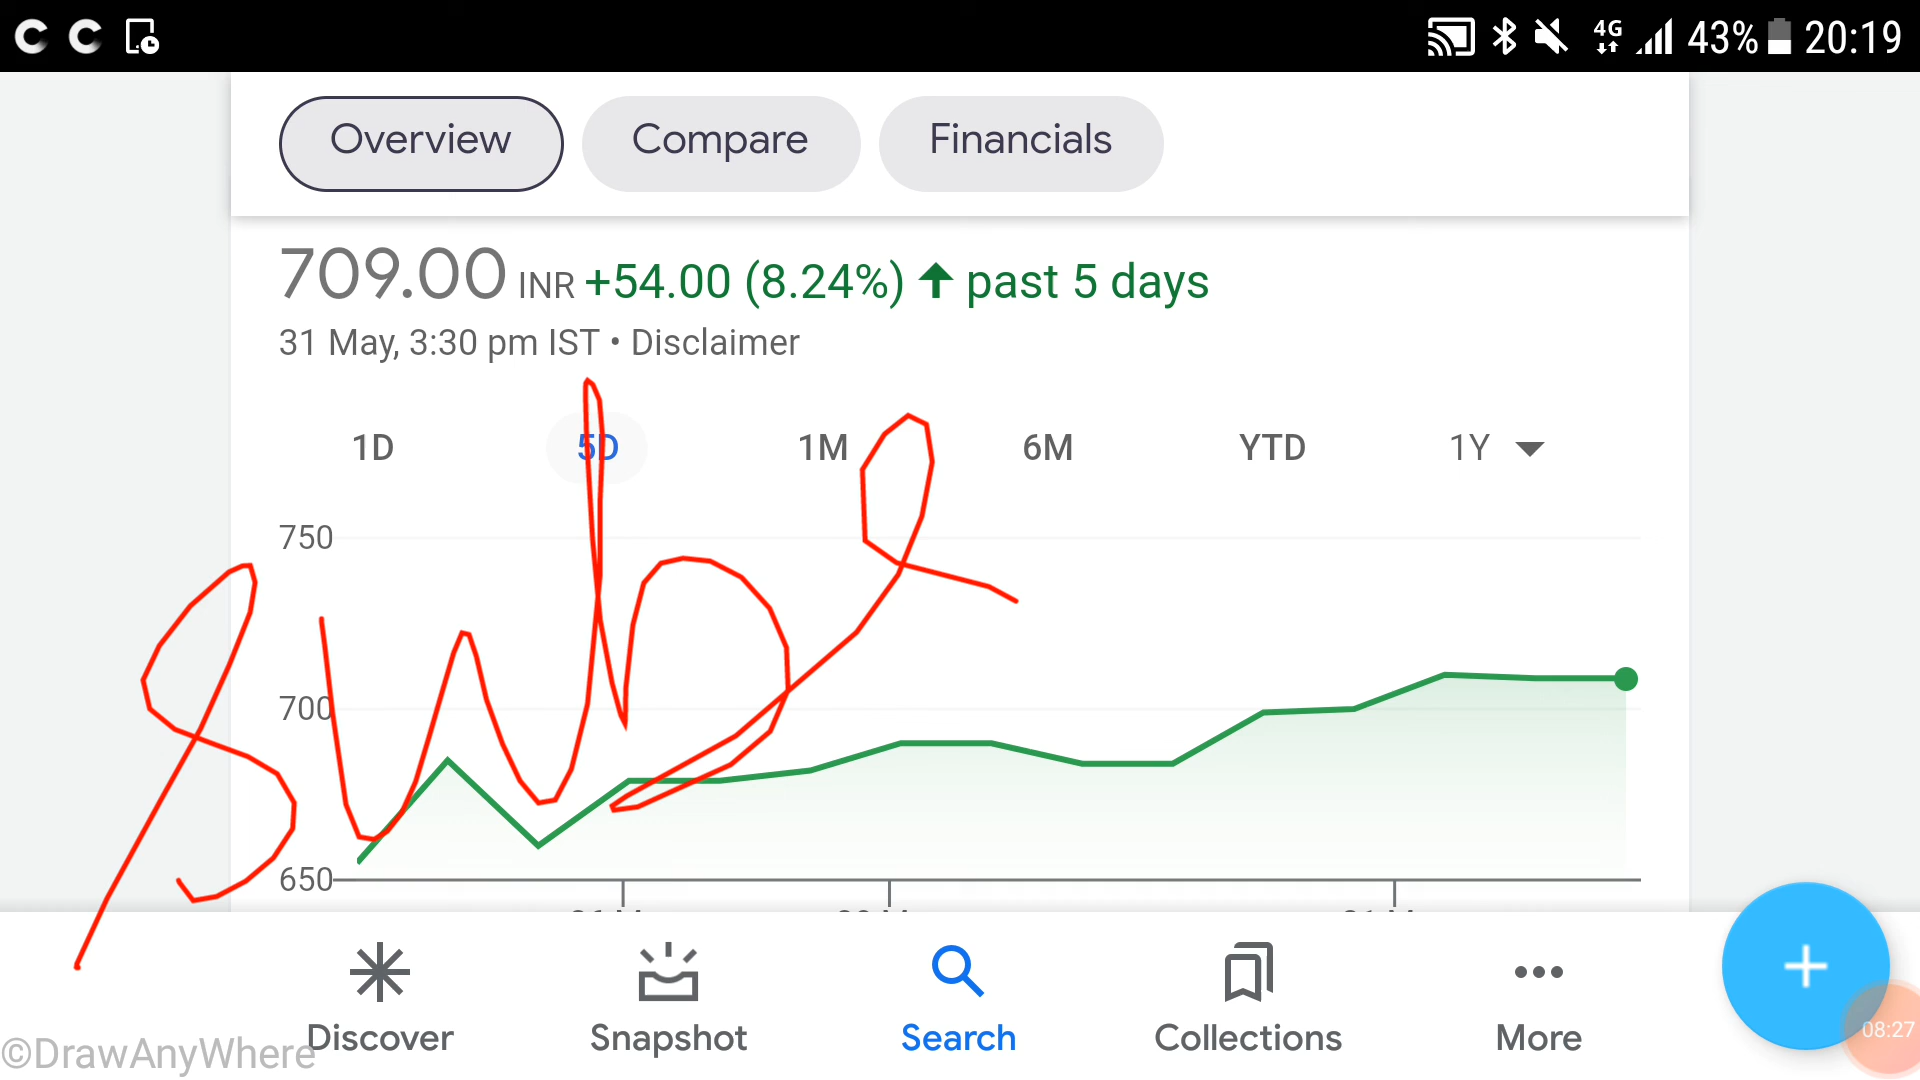 4G 43% 20:19
Overview Compare Financials
709.00 INR +54.00 (8.24%) past 5 days
31 May, 3:30 pm IST • Disclaimer
1D 5D 1M 6M YTD 1Y
750
700
650
Sube
Discover Snapshot Search Collections More
08:27
©DrawAnyWhere